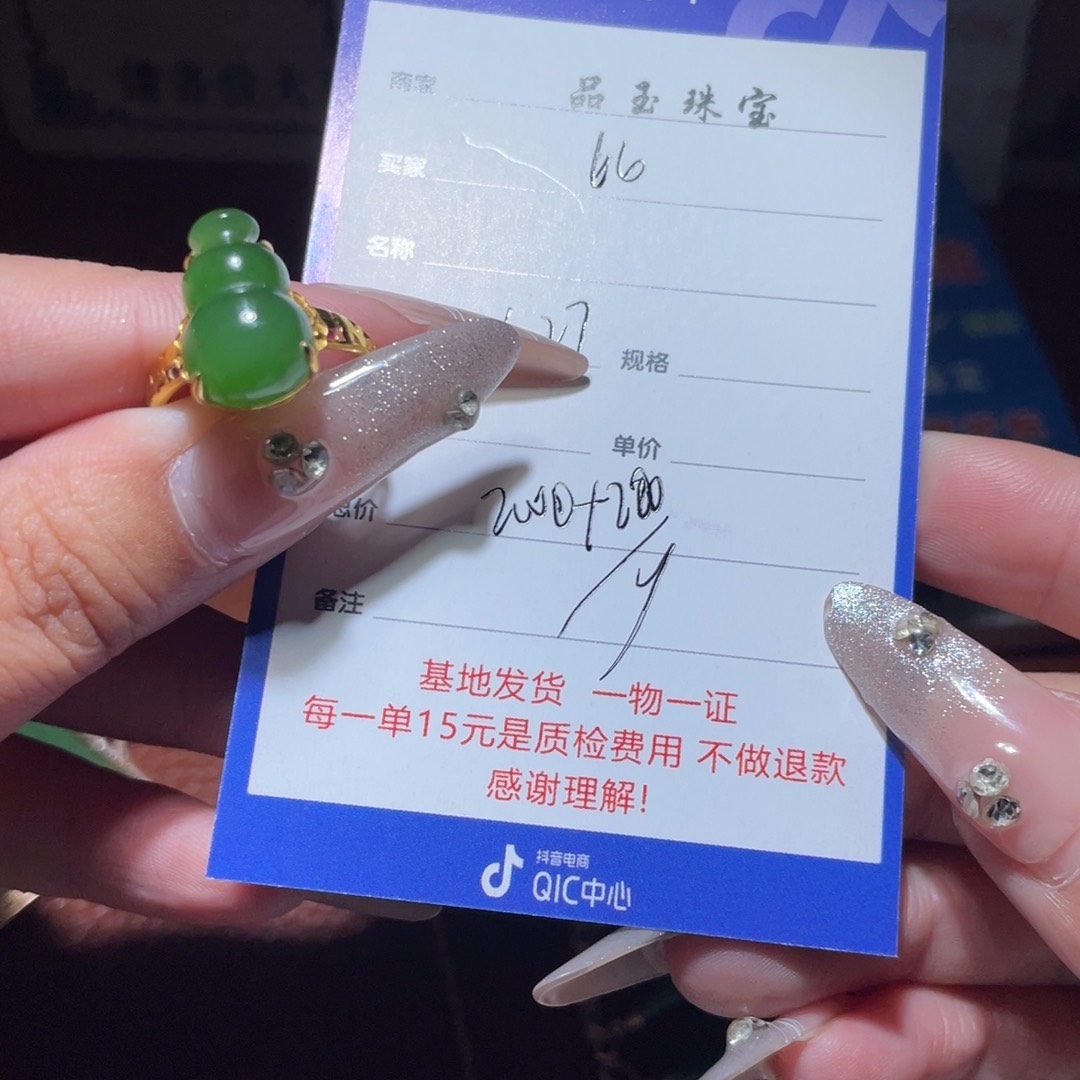 商家 品玉珠宝
买家 66
名称
规格
单价
总价 2000+200/y
备注
基地发货 一物一证
每一单15元是质检费用 不做退款
感谢理解!
抖音电商
QIC中心